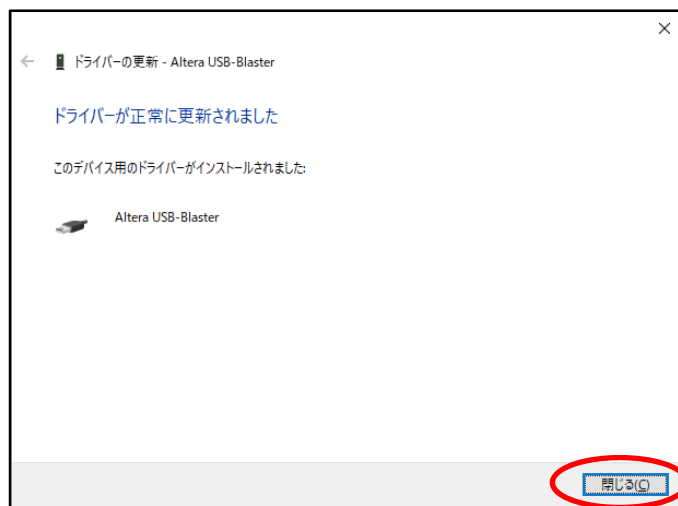 ドライバーの更新 - Altera USB-Blaster
ドライバーが正常に更新されました
このデバイス用のドライバーがインストールされました:
Altera USB-Blaster
閉じる(C)